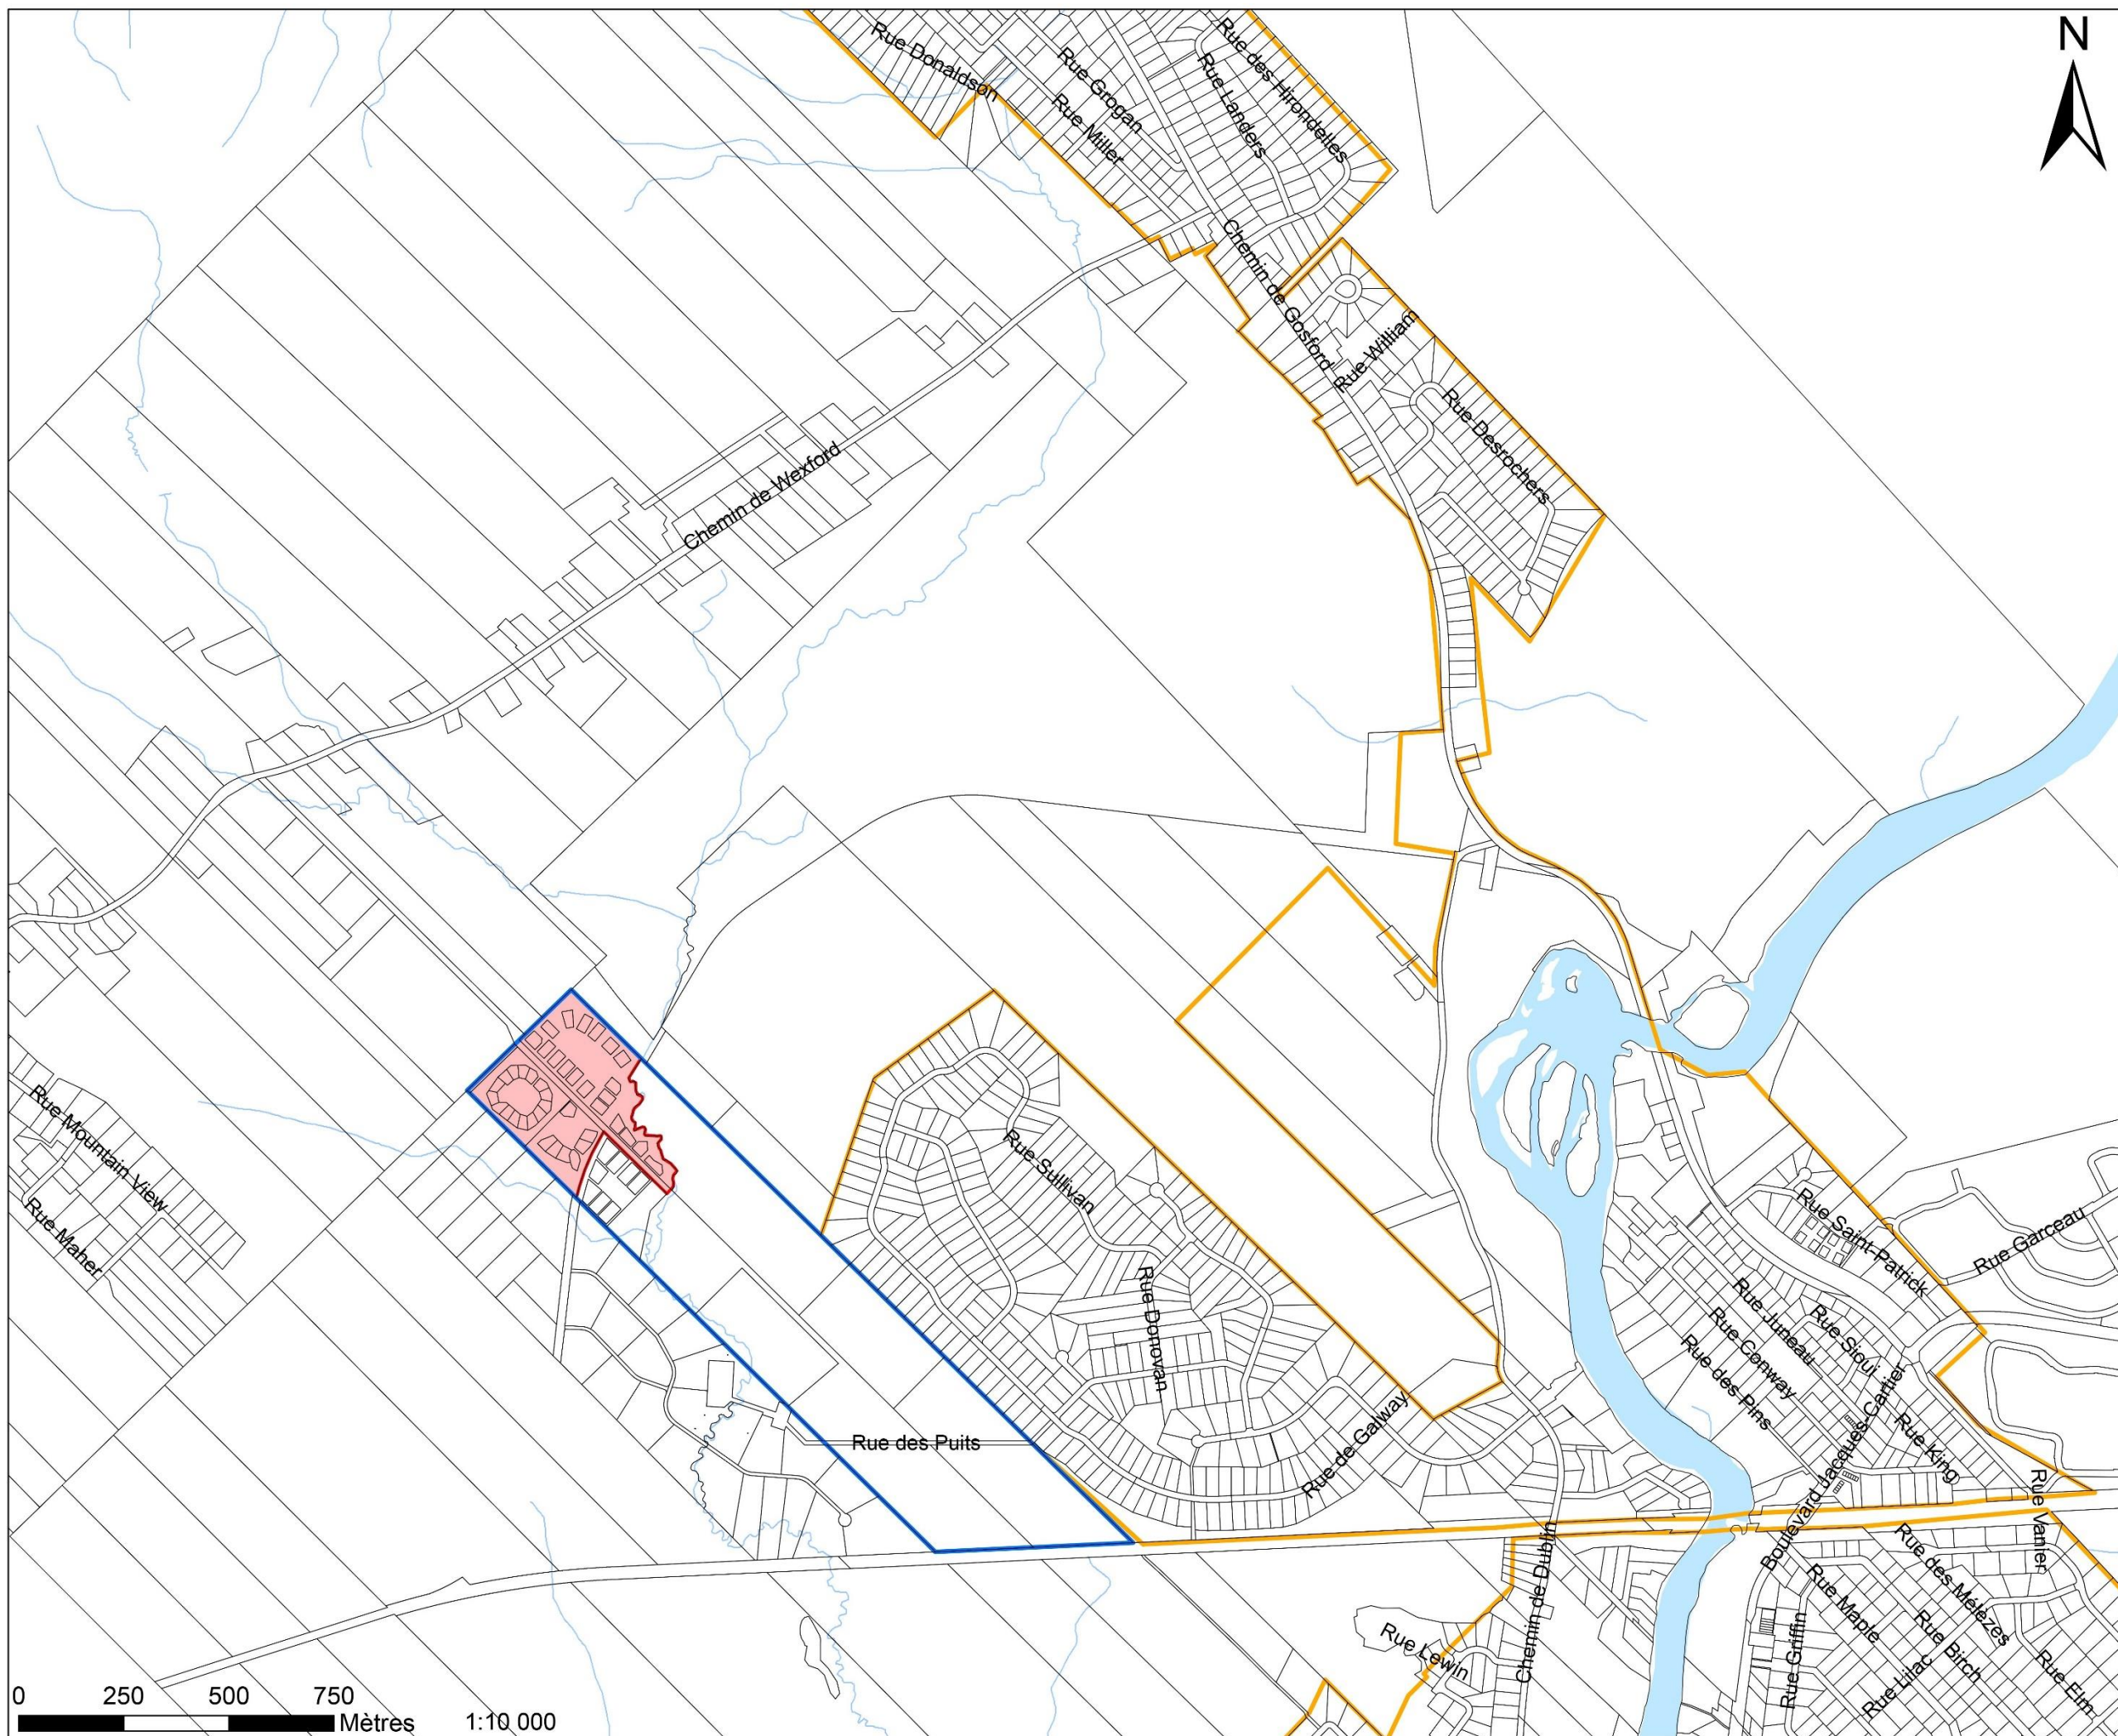 N
Rue Donaldson
Rue Grogan
Rue Miller
Rue Landers
Rue des Hirondelles
Chemin de Gosford
Rue William
Rue Desrochers
Chemin de Wexford
Rue Mountain View
Rue Maher
Rue Sullivan
Rue Donovan
Rue de Galway
Rue des Puits
Rue Saint-Patrick
Rue Garceau
Rue Juneau
Rue Sioui
Rue Conway
Rue des Pins
Boulevard Jacques-Cartier
Rue King
Rue Vanier
Chemin de Dublin
Rue Lewin
Rue des Mélèzes
Rue Maple
Rue Birch
Rue Griffin
Rue Lilac
Rue Elm
0 250 500 750
Mètres 1:10 000